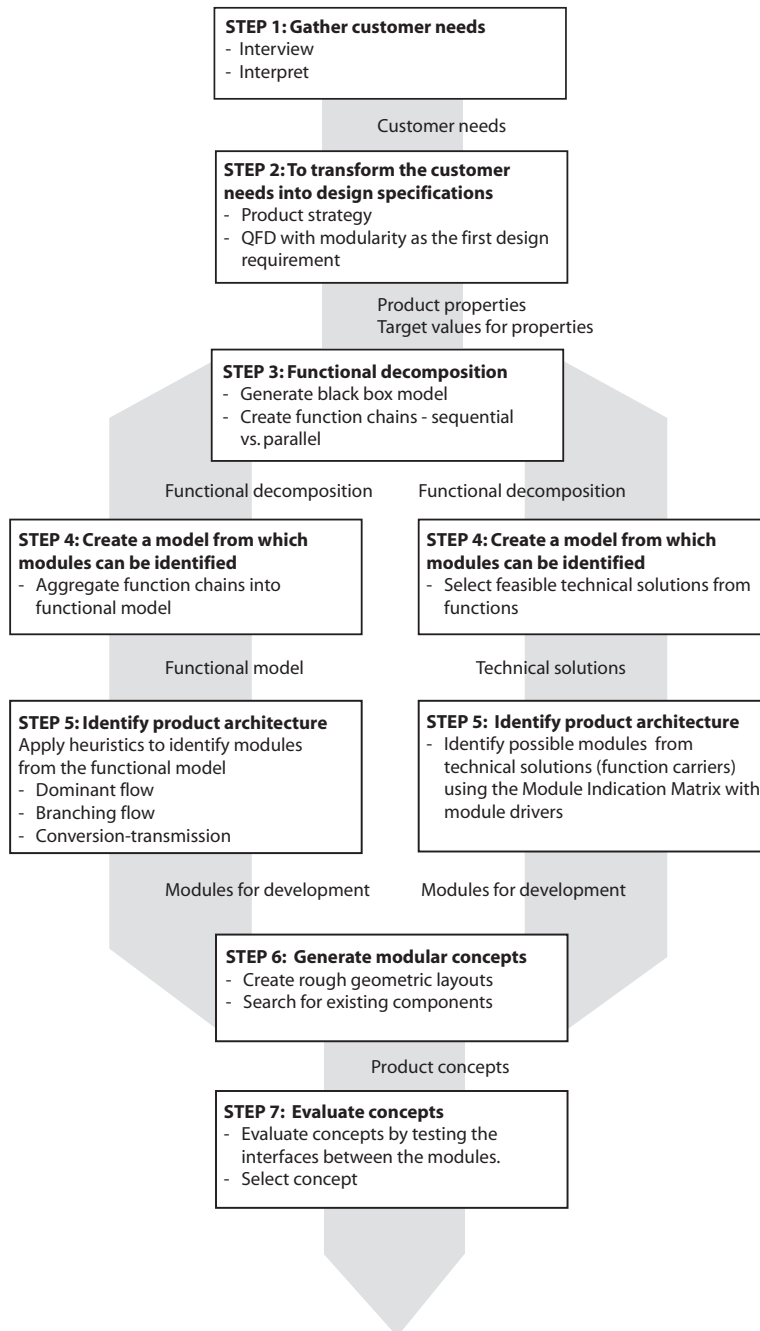 STEP 1: Gather customer needs
- Interview
- Interpret
Customer needs
STEP 2: To transform the customer
needs into design specifications
- Product strategy
- QFD with modularity as the first design
requirement
Product properties
Target values for properties
STEP 3: Functional decomposition
- Generate black box model
- Create function chains - sequential
vs. parallel
Functional decomposition
Functional decomposition
STEP 4: Create a model from which
modules can be identified
- Aggregate function chains into
functional model
STEP 4: Create a model from which
modules can be identified
- Select feasible technical solutions from
functions
Functional model
Technical solutions
STEP 5: Identify product architecture
Apply heuristics to identify modules
from the functional model
- Dominant flow
- Branching flow
- Conversion-transmission
STEP 5: Identify product architecture
- Identify possible modules from
technical solutions (function carriers)
using the Module Indication Matrix with
module drivers
Modules for development
Modules for development
STEP 6: Generate modular concepts
- Create rough geometric layouts
- Search for existing components
Product concepts
STEP 7: Evaluate concepts
- Evaluate concepts by testing the
interfaces between the modules.
- Select concept